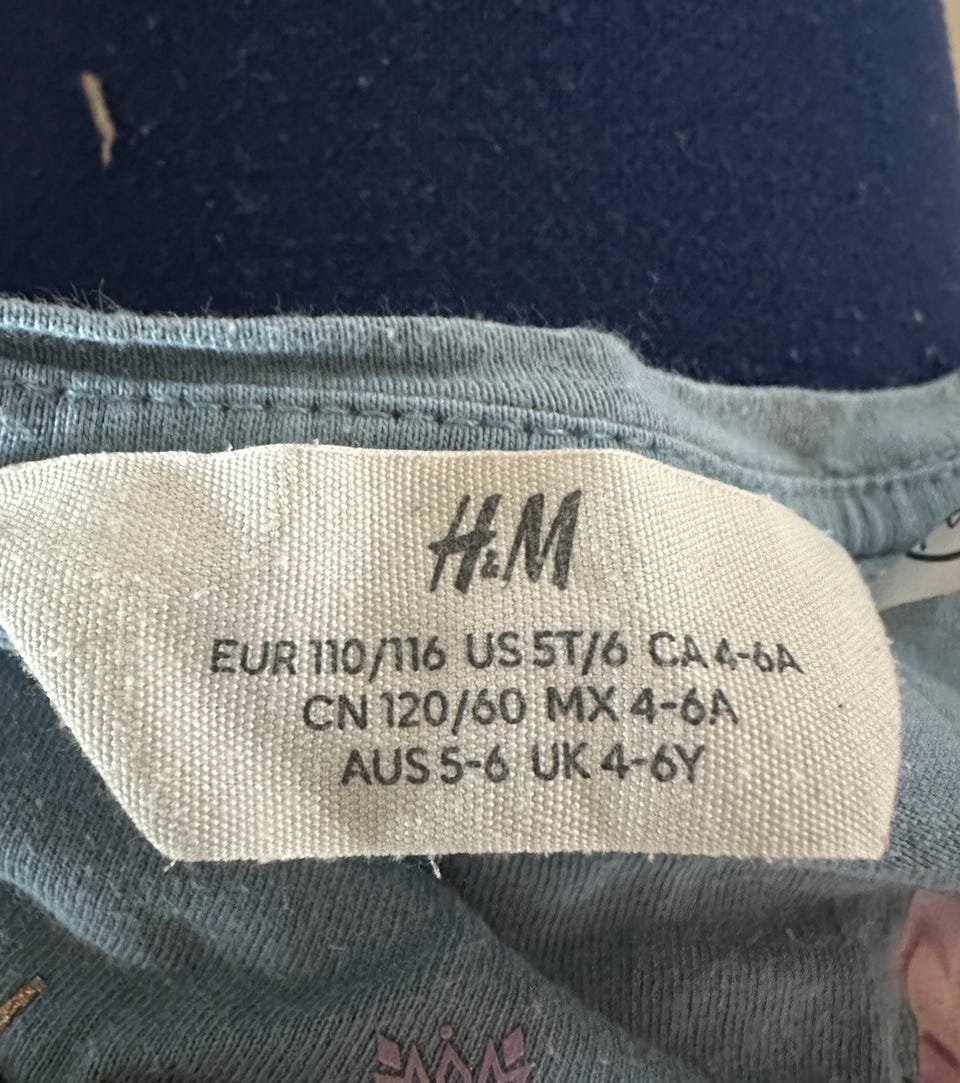 H&M
EUR 110/116 US 5T/6 CA 4-6A
CN 120/60 MX 4-6A
AUS 5-6 UK 4-6Y